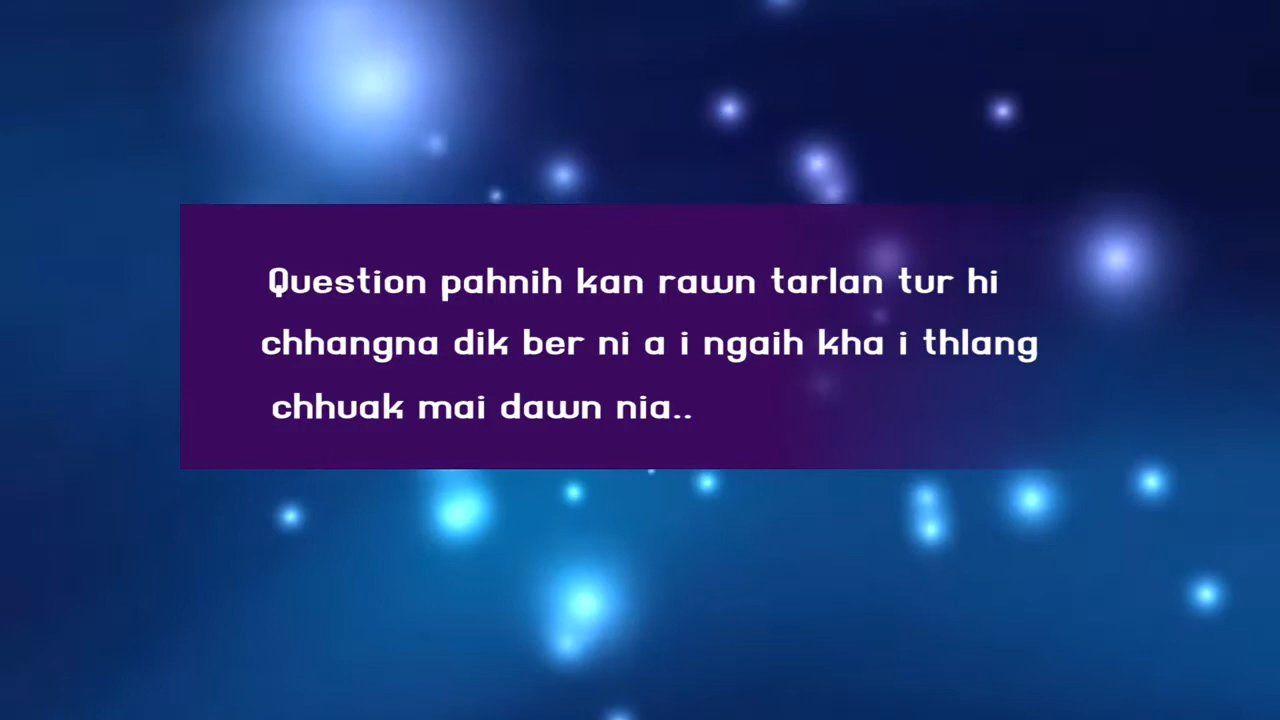 Question pahnih kan rawn tarlan tur hi
chhangna dik ber ni a i ngaih kha i thlang
chhuak mai dawn nia..